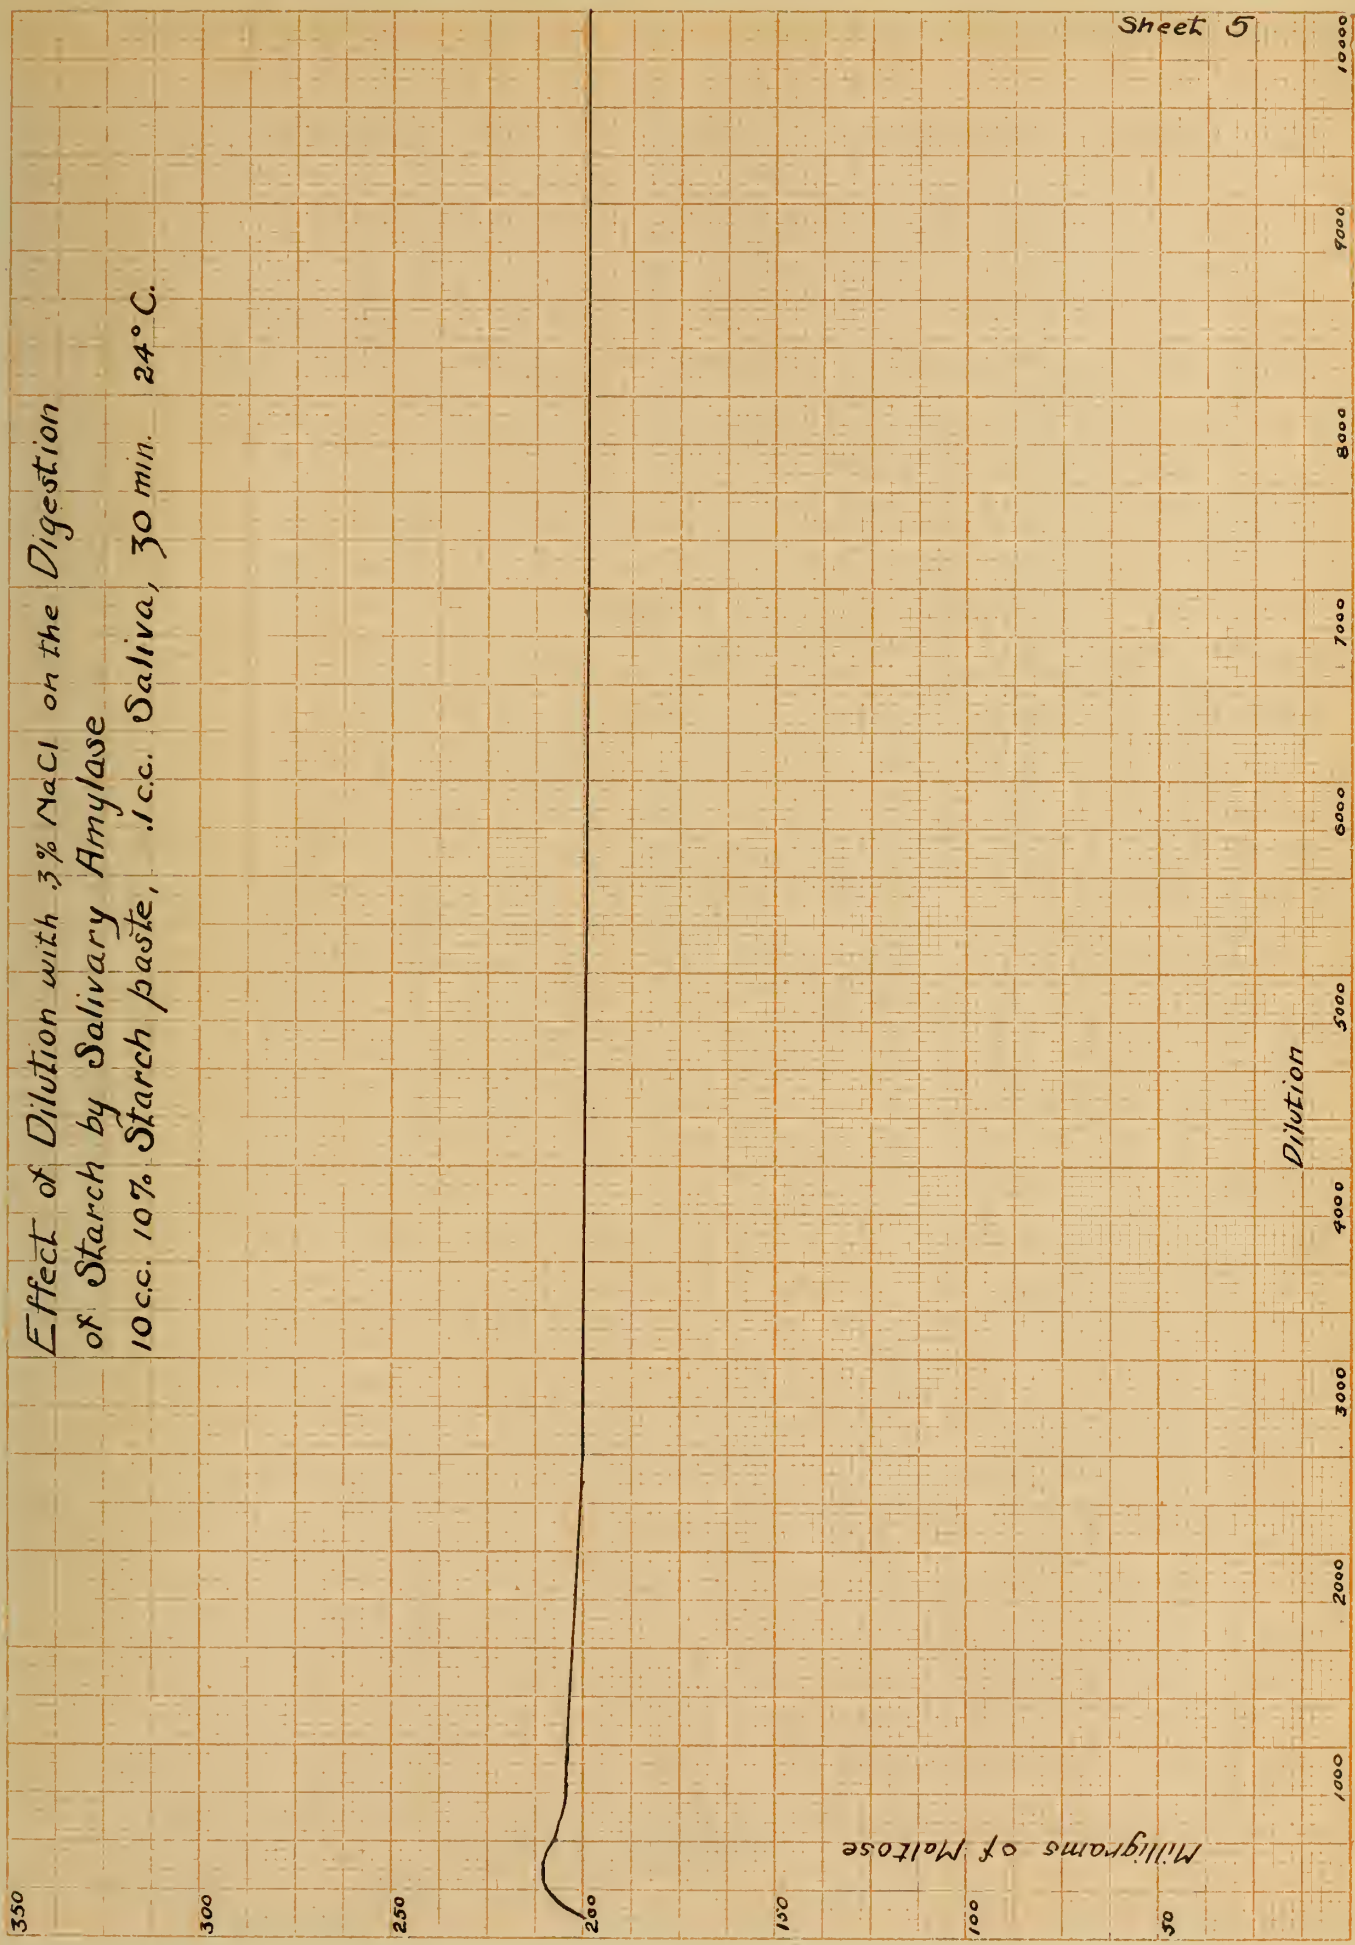 Sheet 5
Effect of Dilution with .3% NaCl on the Digestion
of Starch by Salivary Amylase
10 c.c. 10% Starch paste, .1 c.c. Saliva, 30 min. 24° C.
350
300
250
200
150
100
50
Milligrams of Maltose
1000
2000
3000
4000
5000
6000
7000
8000
9000
10000
Dilution